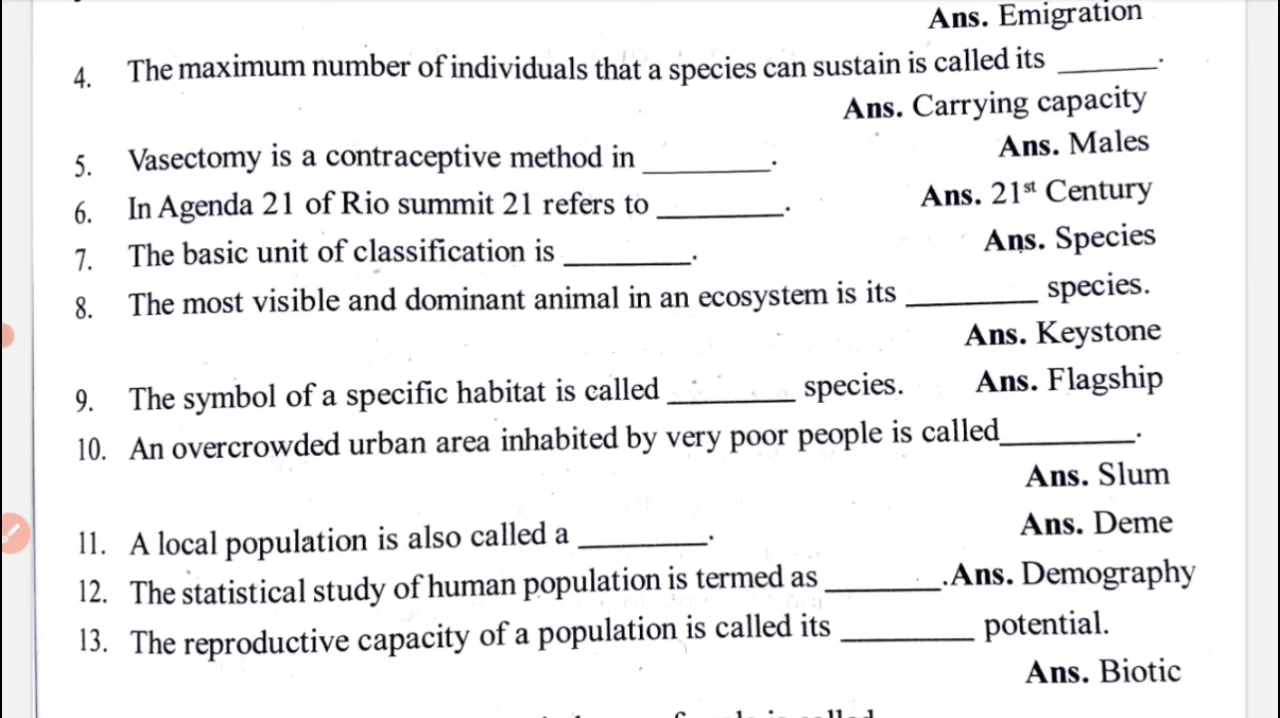 Ans. Emigration
4. The maximum number of individuals that a species can sustain is called its ______.
Ans. Carrying capacity
5. Vasectomy is a contraceptive method in ________. Ans. Males
6. In Agenda 21 of Rio summit 21 refers to ________. Ans. 21st Century
7. The basic unit of classification is ________. Ans. Species
8. The most visible and dominant animal in an ecosystem is its ________ species.
Ans. Keystone
9. The symbol of a specific habitat is called ________ species. Ans. Flagship
10. An overcrowded urban area inhabited by very poor people is called________.
Ans. Slum
11. A local population is also called a ________. Ans. Deme
12. The statistical study of human population is termed as _______.Ans. Demography
13. The reproductive capacity of a population is called its ________ potential.
Ans. Biotic